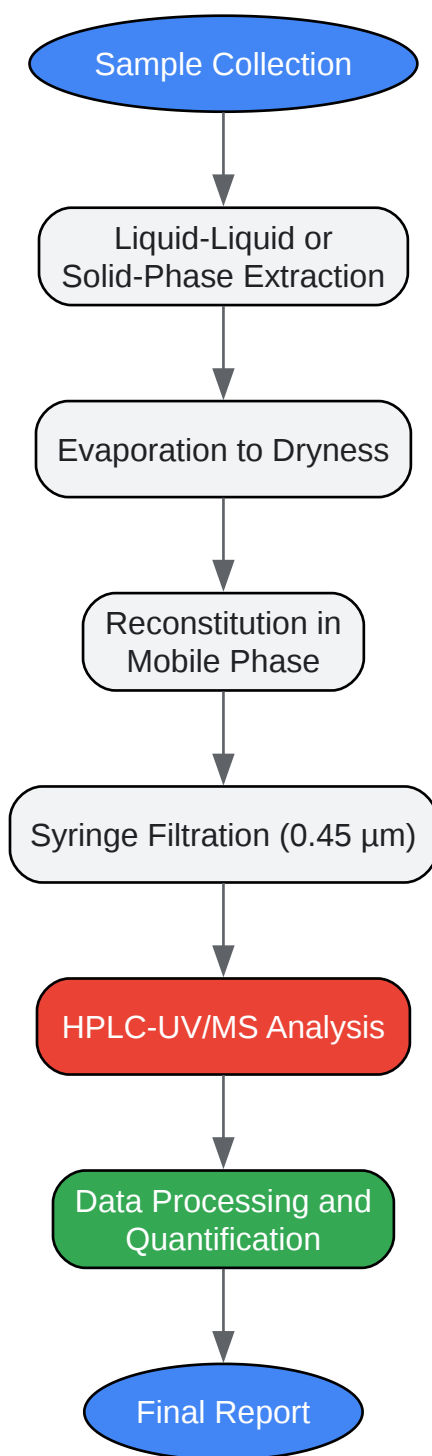 Sample Collection
Liquid-Liquid or
Solid-Phase Extraction
Evaporation to Dryness
Reconstitution in
Mobile Phase
Syringe Filtration (0.45 µm)
HPLC-UV/MS Analysis
Data Processing and
Quantification
Final Report